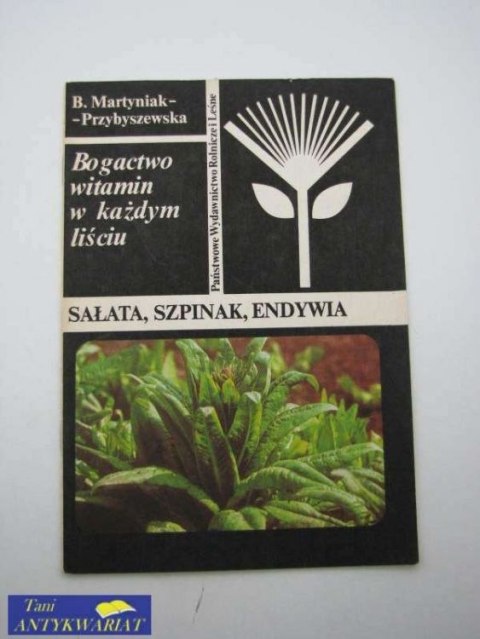 B. Martyniak-
-Przybyszewska
Bogactwo
witamin
w każdym
liściu
Państwowe Wydawnictwo Rolnicze i Leśne
SAŁATA, SZPINAK, ENDYWIA
Tani
ANTYKWARIAT